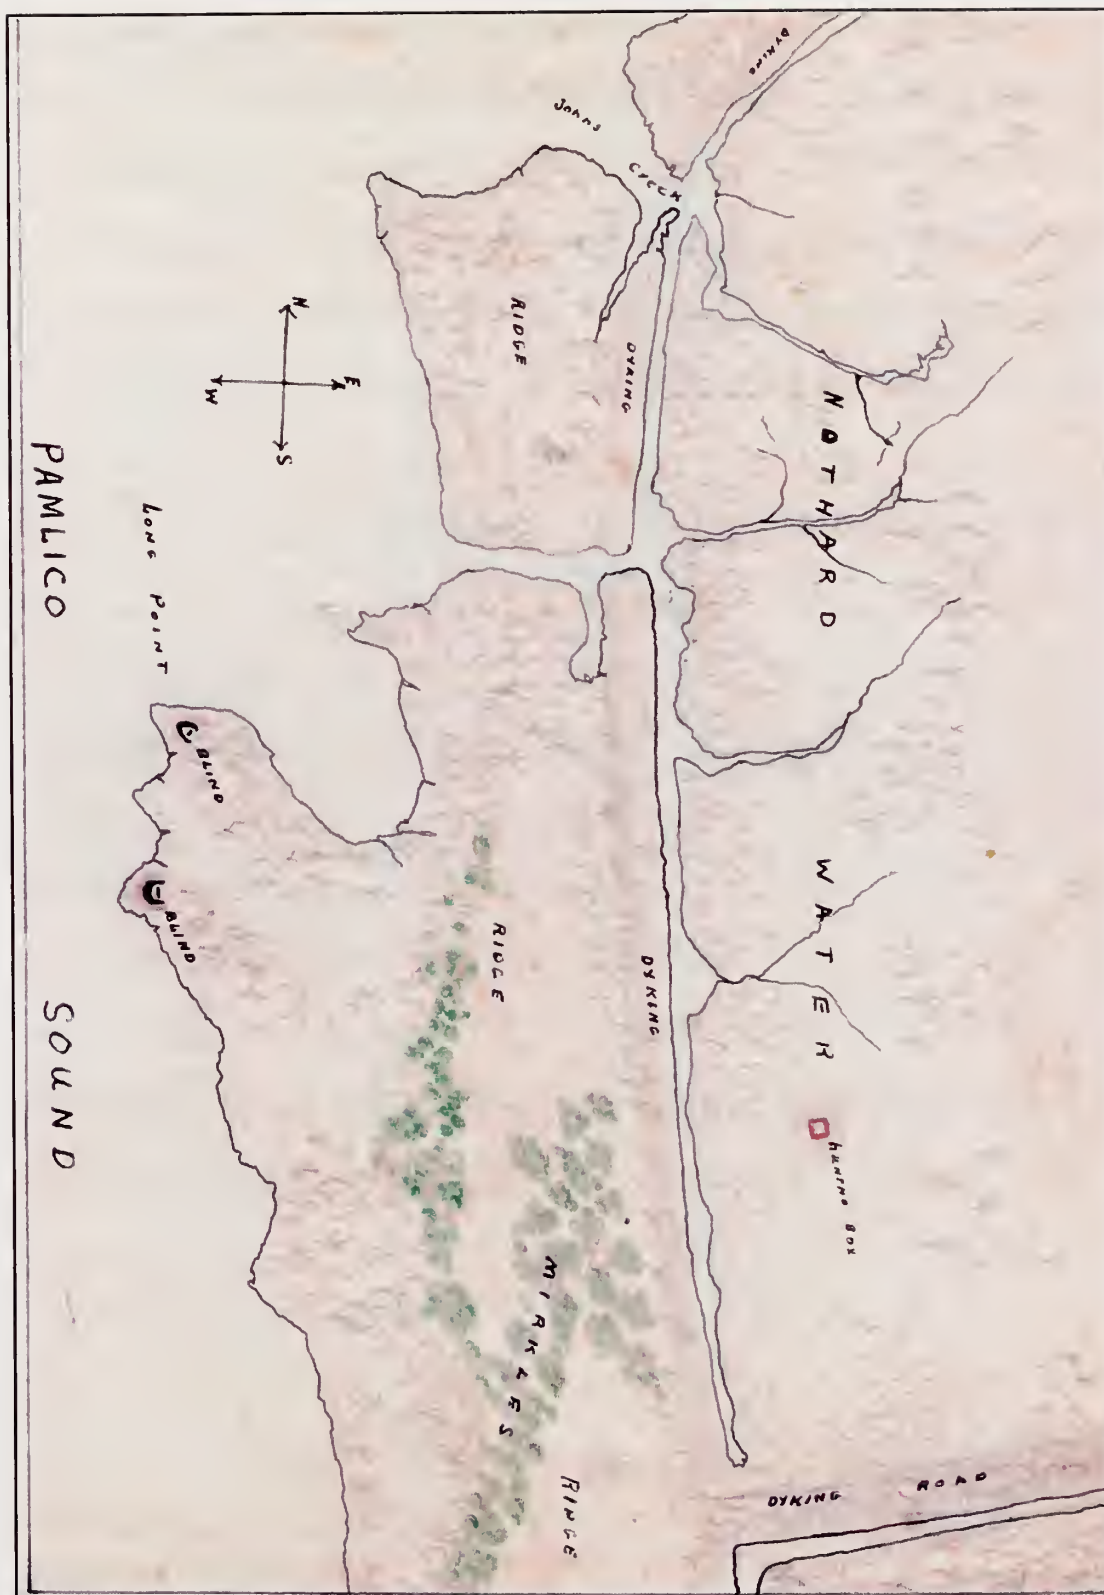 DYKING
Johns
CREEK
RIDGE
DYKING
NOTHARD
N
E
W
S
PAMLICO
LONG POINT
BLIND
BLIND
RIDGE
DYKING
WATER
HUNTING BOX
MIRKLES
SOUND
RINGE
DYKING ROAD